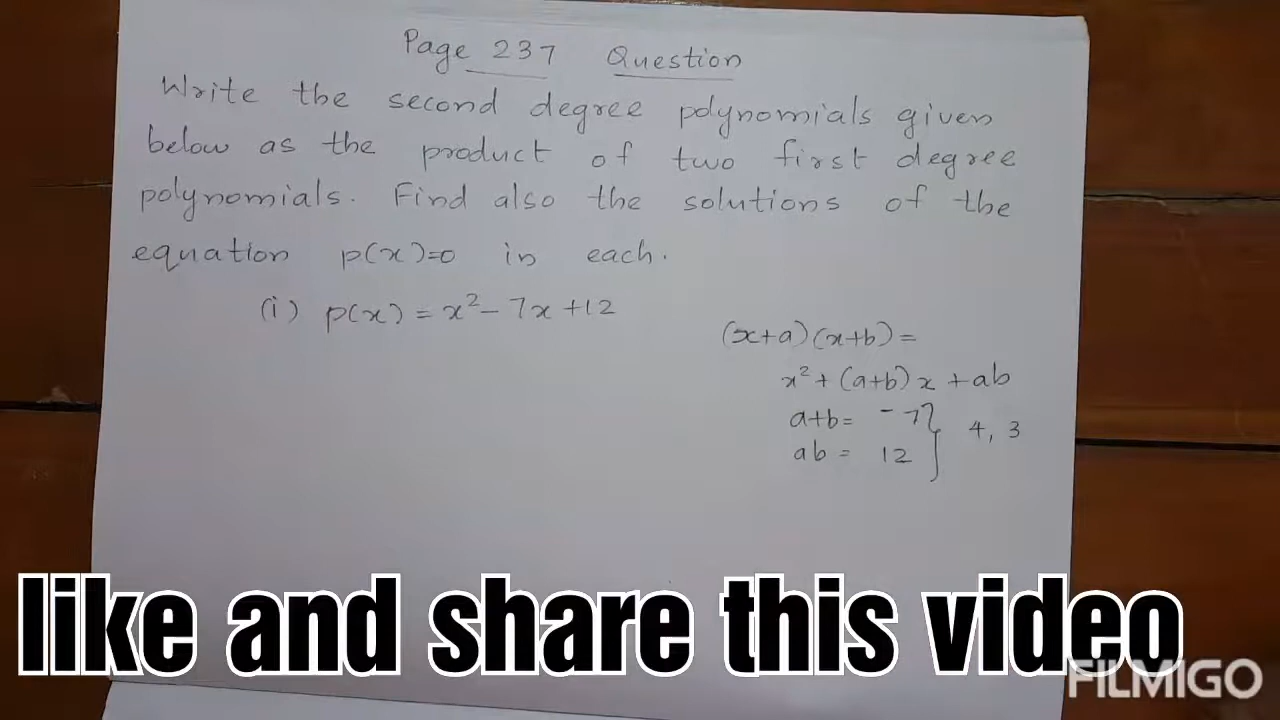 Page 237 Question
Write the second degree polynomials given
below as the product of two first degree
polynomials. Find also the solutions of the
equation p(x)=0 in each.
(i) p(x) = x² - 7x + 12
(x+a)(x+b) =
x² + (a+b)x + ab
a+b = -7
ab = 12 } 4, 3
like and share this video
FILMIGO